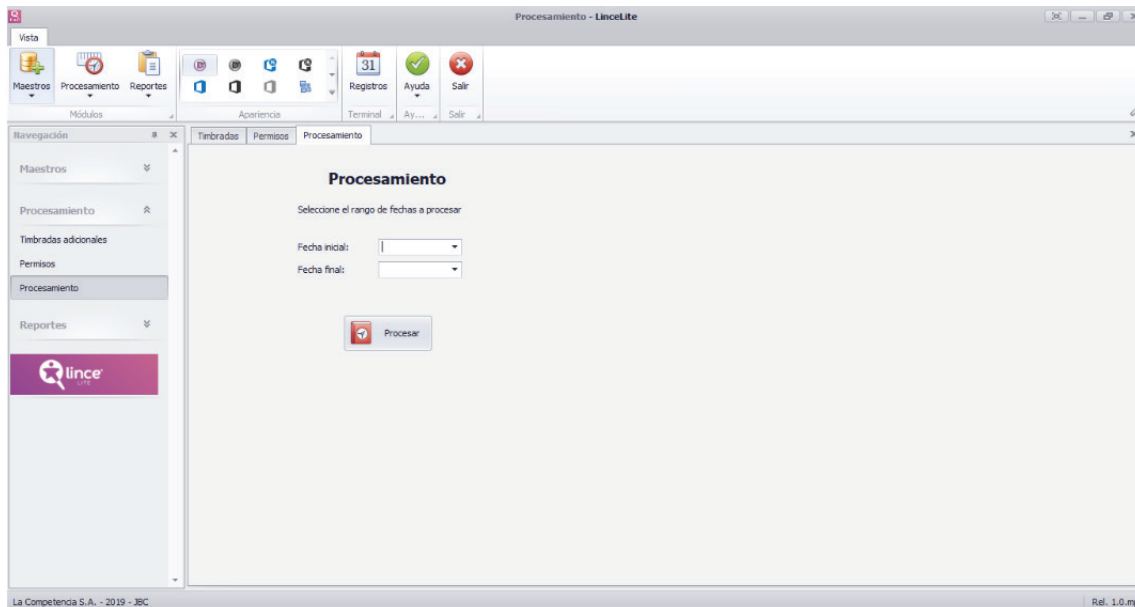 Procesamiento - LinceLite
Vista
Maestros Procesamiento Reportes 31 Registros Ayuda Salir
Módulos Apariencia Terminal Ay... Salir
Navegación
Timbradas Permisos Procesamiento
Maestros
Procesamiento
Timbradas adicionales
Permisos
Procesamiento
Reportes
lince
LITE
Procesamiento
Seleccione el rango de fechas a procesar
Fecha inicial:
Fecha final:
Procesar
La Competencia S.A. - 2019 - JBC
Rel. 1.0.